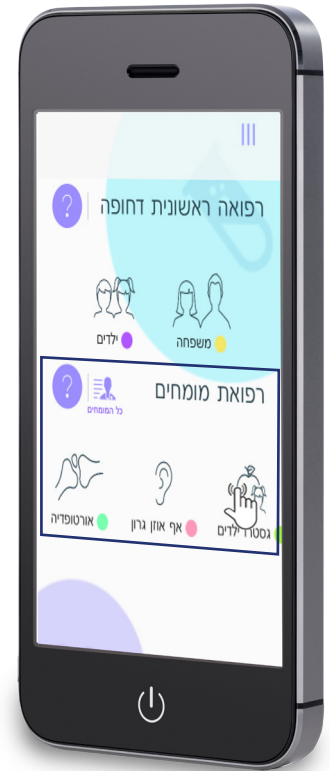 רפואה ראשונית דחופה
?
משפחה
ילדים
רפואת מומחים
כל המומחים
?
גסטרו ילדים
אף אוזן גרון
אורטופדיה